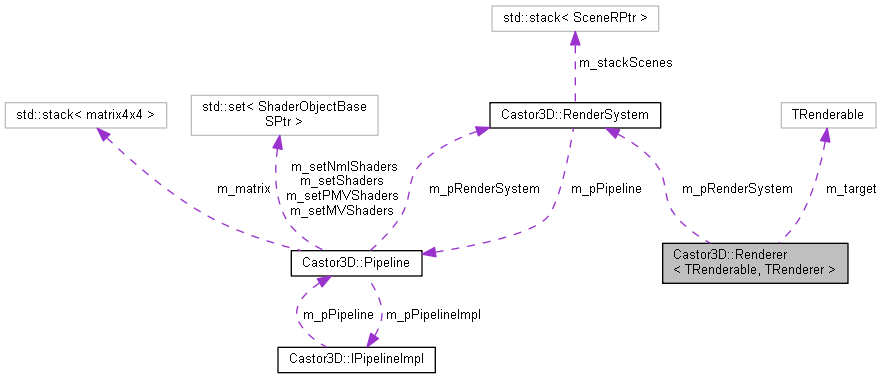 std::stack< SceneRPtr >
m_stackScenes
std::stack< matrix4x4 >
std::set< ShaderObjectBase
SPtr >
Castor3D::RenderSystem
TRenderable
m_matrix
m_setNmlShaders
m_setShaders
m_setPMVShaders
m_setMVShaders
m_pRenderSystem
m_pPipeline
m_pRenderSystem
m_target
Castor3D::Pipeline
Castor3D::Renderer
< TRenderable, TRenderer >
m_pPipeline
m_pPipelineImpl
Castor3D::IPipelineImpl